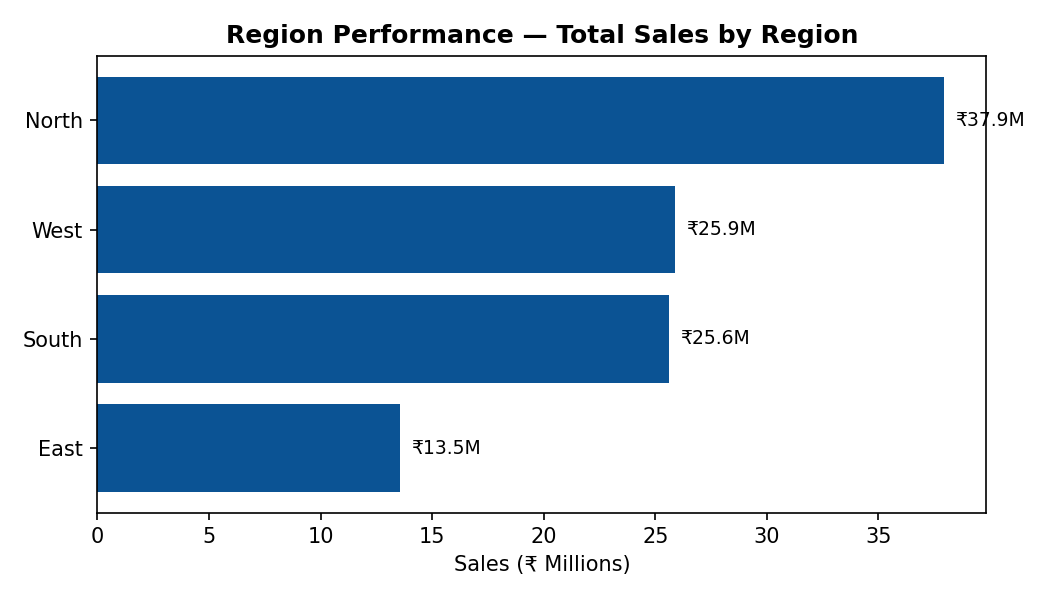 Region Performance — Total Sales by Region
North
₹37.9M
West
₹25.9M
South
₹25.6M
East
₹13.5M
0 5 10 15 20 25 30 35
Sales (₹ Millions)